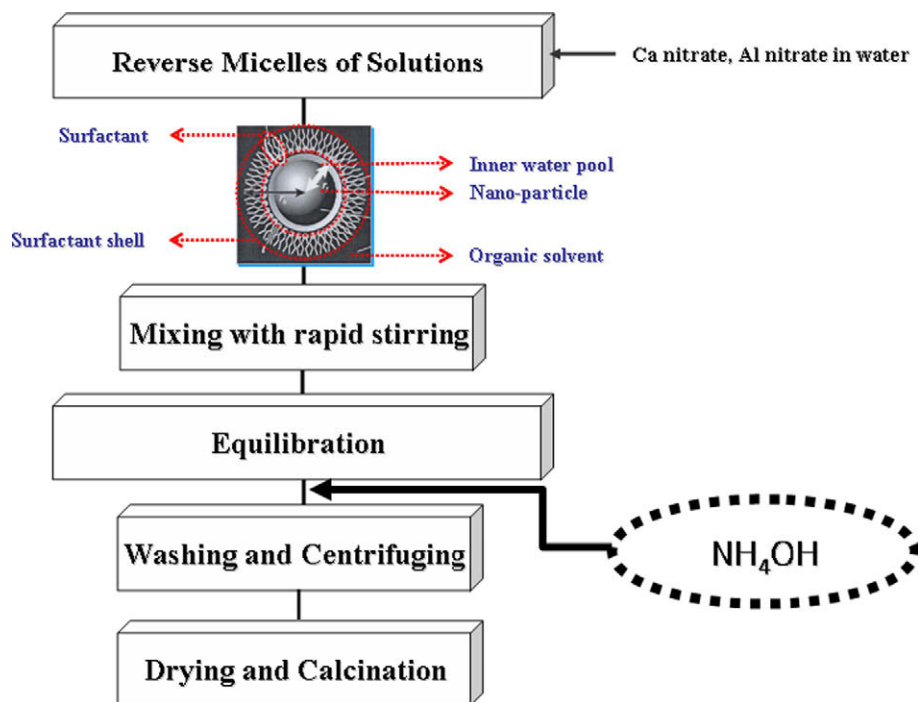 Reverse Micelles of Solutions
Ca nitrate, Al nitrate in water
Surfactant
Inner water pool
Nano-particle
Surfactant shell
Organic solvent
Mixing with rapid stirring
Equilibration
Washing and Centrifuging
NH₄OH
Drying and Calcination